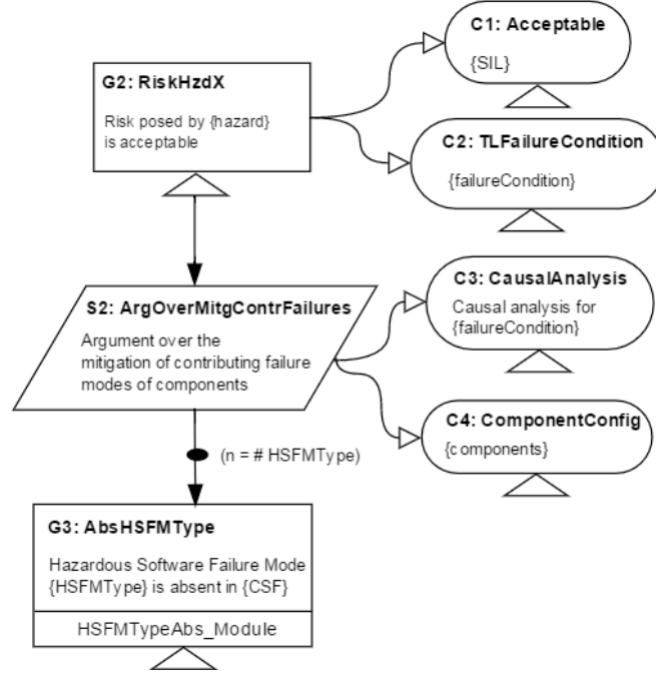 C1: Acceptable
{SIL}
G2: RiskHzdX
Risk posed by {hazard}
is acceptable
C2: TLFailureCondition
{failureCondition}
S2: ArgOverMitgContrFailures
Argument over the
mitigation of contributing failure
modes of components
C3: CausalAnalysis
Causal analysis for
{failureCondition}
C4: ComponentConfig
{components}
(n = # HSFMType)
G3: AbsHSFMType
Hazardous Software Failure Mode
{HSFMType} is absent in {CSF}
HSFMTypeAbs_Module